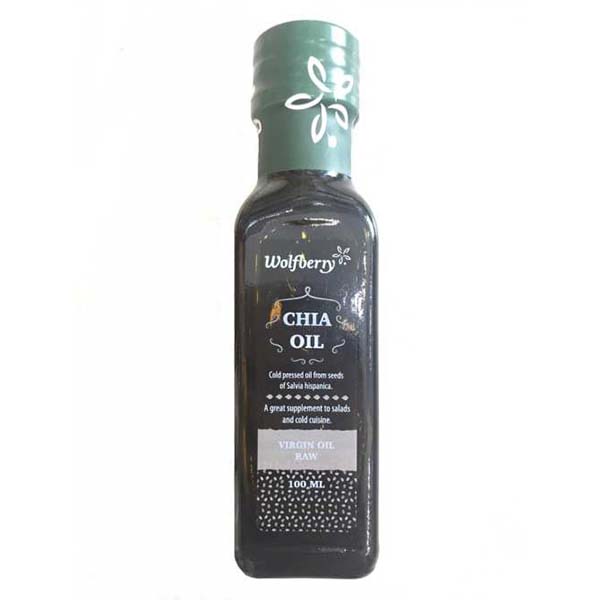 Wolfberry
CHIA
OIL
Cold pressed oil from seeds
of Salvia hispanica.
A great supplement to salads
and cold cuisine.
VIRGIN OIL
RAW
100 ML